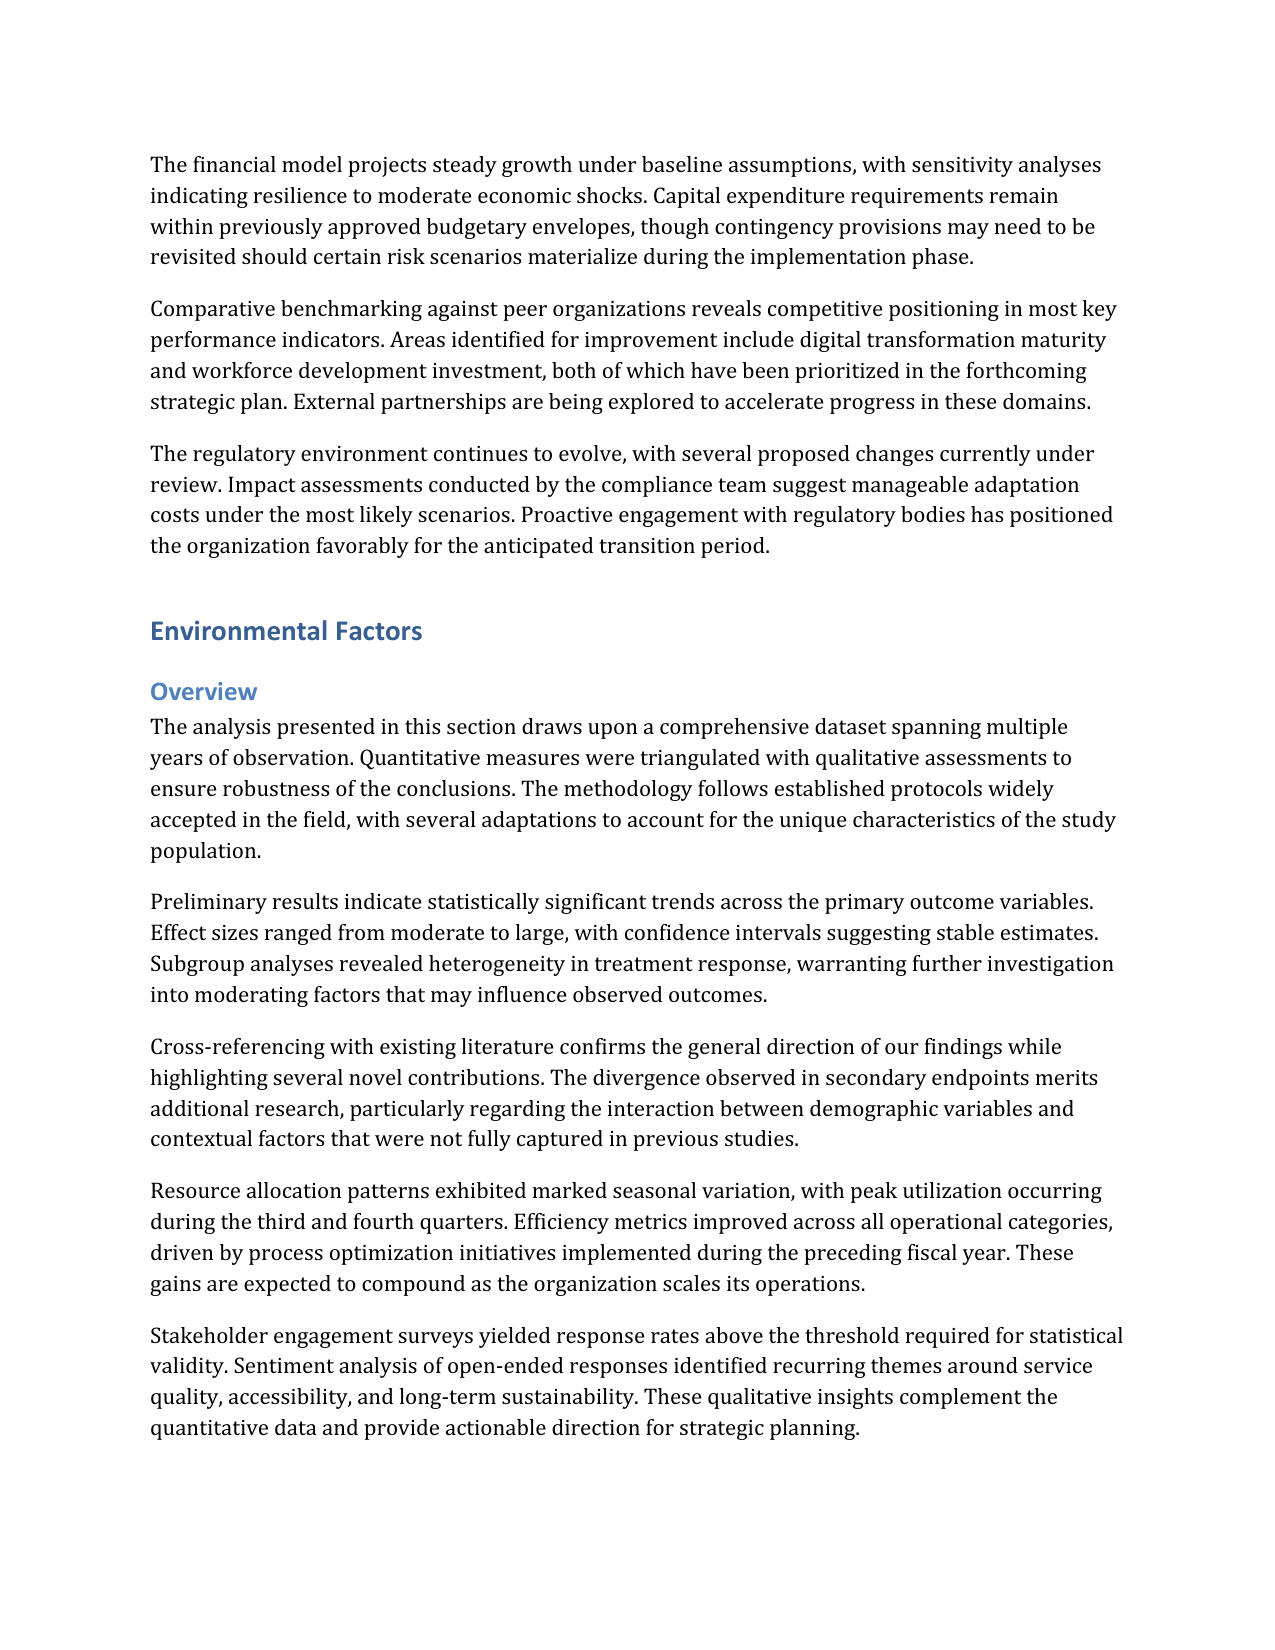 The financial model projects steady growth under baseline assumptions, with sensitivity analyses
indicating resilience to moderate economic shocks. Capital expenditure requirements remain
within previously approved budgetary envelopes, though contingency provisions may need to be
revisited should certain risk scenarios materialize during the implementation phase.
Comparative benchmarking against peer organizations reveals competitive positioning in most key
performance indicators. Areas identified for improvement include digital transformation maturity
and workforce development investment, both of which have been prioritized in the forthcoming
strategic plan. External partnerships are being explored to accelerate progress in these domains.
The regulatory environment continues to evolve, with several proposed changes currently under
review. Impact assessments conducted by the compliance team suggest manageable adaptation
costs under the most likely scenarios. Proactive engagement with regulatory bodies has positioned
the organization favorably for the anticipated transition period.
Environmental Factors
Overview
The analysis presented in this section draws upon a comprehensive dataset spanning multiple
years of observation. Quantitative measures were triangulated with qualitative assessments to
ensure robustness of the conclusions. The methodology follows established protocols widely
accepted in the field, with several adaptations to account for the unique characteristics of the study
population.
Preliminary results indicate statistically significant trends across the primary outcome variables.
Effect sizes ranged from moderate to large, with confidence intervals suggesting stable estimates.
Subgroup analyses revealed heterogeneity in treatment response, warranting further investigation
into moderating factors that may influence observed outcomes.
Cross-referencing with existing literature confirms the general direction of our findings while
highlighting several novel contributions. The divergence observed in secondary endpoints merits
additional research, particularly regarding the interaction between demographic variables and
contextual factors that were not fully captured in previous studies.
Resource allocation patterns exhibited marked seasonal variation, with peak utilization occurring
during the third and fourth quarters. Efficiency metrics improved across all operational categories,
driven by process optimization initiatives implemented during the preceding fiscal year. These
gains are expected to compound as the organization scales its operations.
Stakeholder engagement surveys yielded response rates above the threshold required for statistical
validity. Sentiment analysis of open-ended responses identified recurring themes around service
quality, accessibility, and long-term sustainability. These qualitative insights complement the
quantitative data and provide actionable direction for strategic planning.